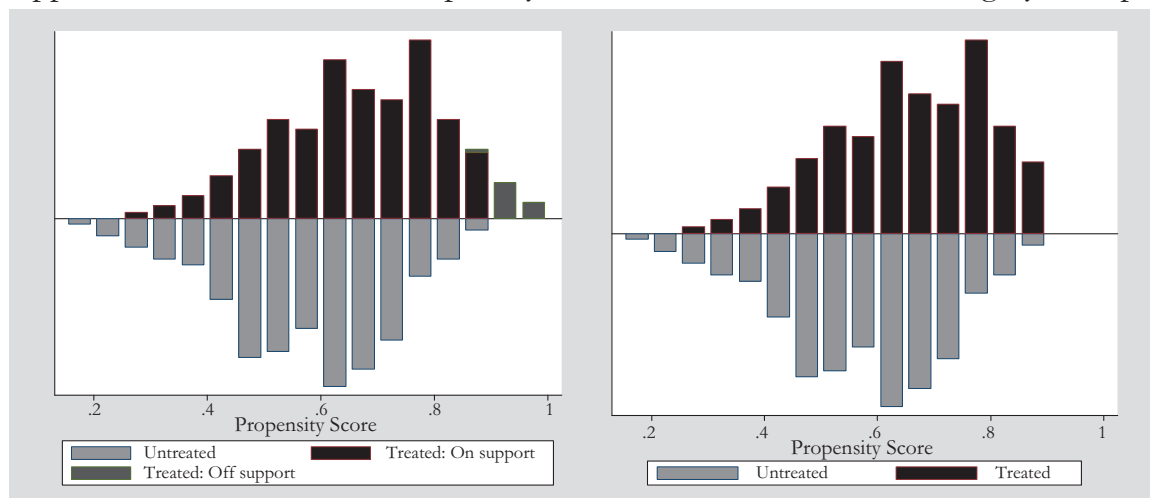 .2 .4 .6 .8 1
Propensity Score
Untreated Treated: On support
Treated: Off support
.2 .4 .6 .8 1
Propensity Score
Untreated Treated